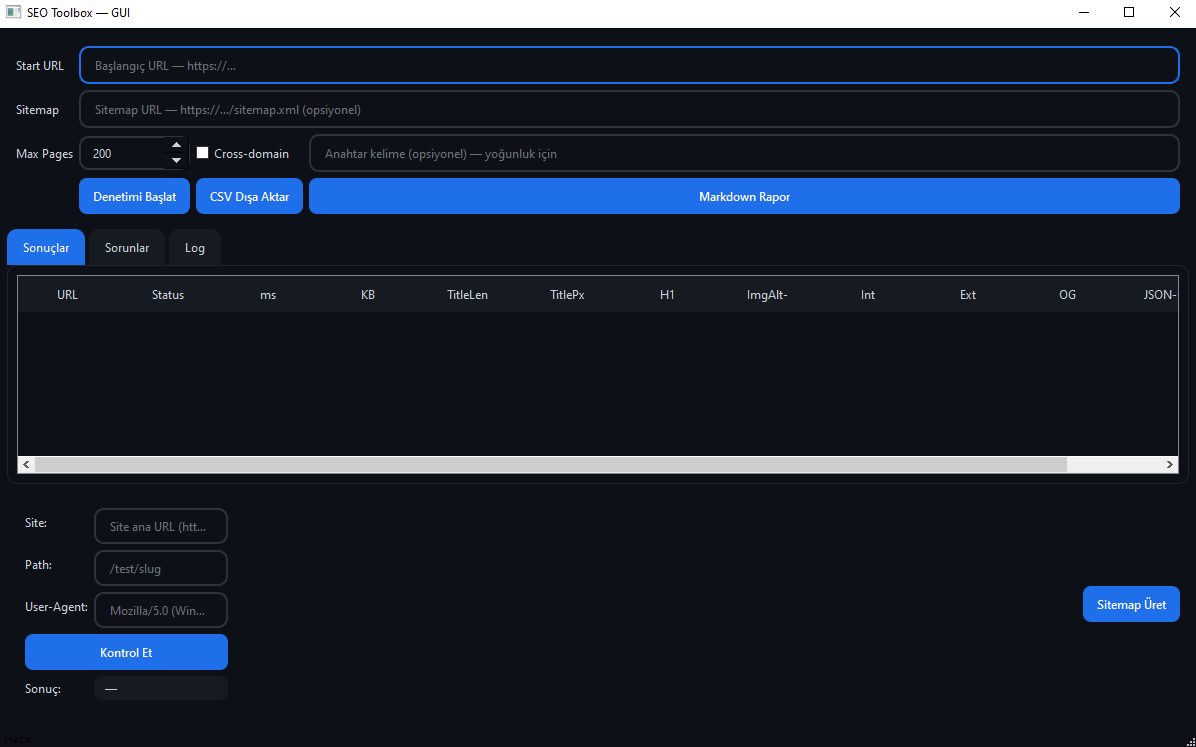 SEO Toolbox — GUI
Start URL Başlangıç URL — https://...
Sitemap Sitemap URL — https://.../sitemap.xml (opsiyonel)
Max Pages 200 Cross-domain Anahtar kelime (opsiyonel) — yoğunluk için
Denetimi Başlat CSV Dışa Aktar Markdown Rapor
Sonuçlar Sorunlar Log
URL Status ms KB TitleLen TitlePx H1 ImgAlt- Int Ext OG JSON-
Site: Site ana URL (htt...
Path: /test/slug
User-Agent: Mozilla/5.0 (Win...
Sitemap Üret
Kontrol Et
Sonuç: —
Hazır